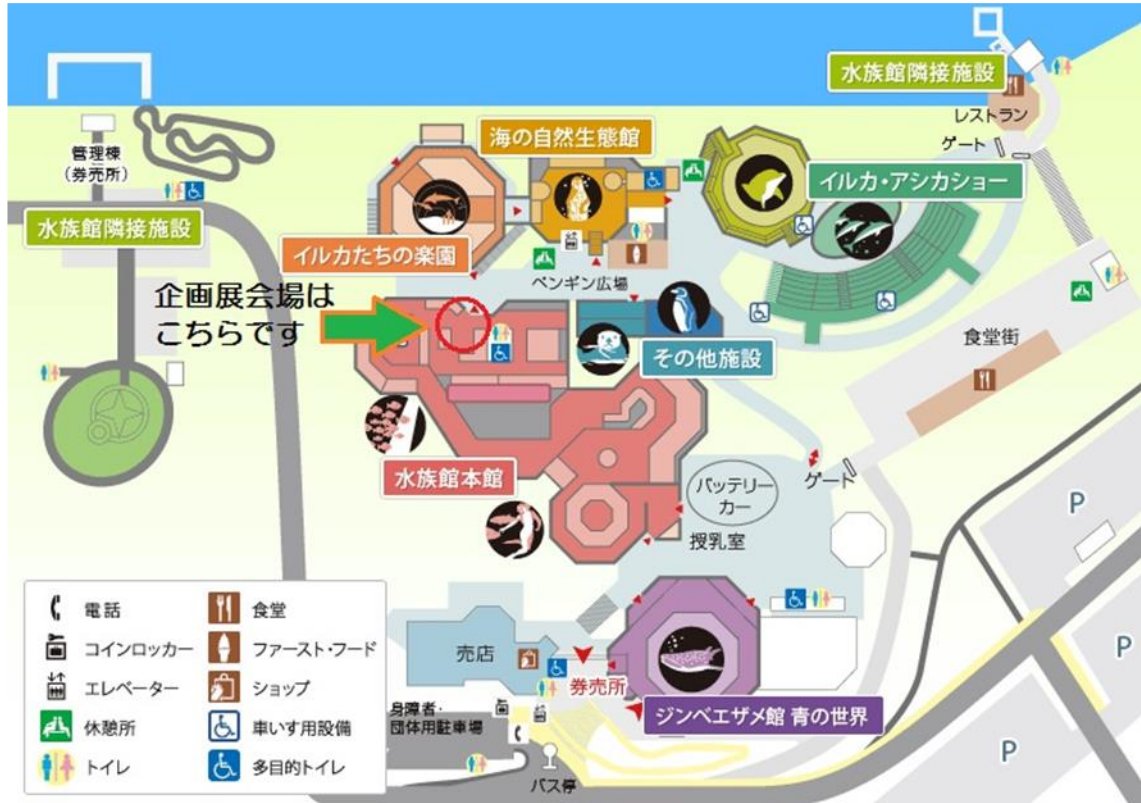 水族館隣接施設
レストラン
ゲート
海の自然生態館
管理棟
(券売所)
イルカ・アシカショー
水族館隣接施設
イルカたちの楽園
ペンギン広場
企画展会場は
こちらです
食堂街
その他施設
水族館本館
ゲート
バッテリー
カー
授乳室
P
電話
食堂
コインロッカー
ファースト・フード
エレベーター
ショップ
休憩所
車いす用設備
トイレ
多目的トイレ
売店
券売所
身障者・
団体用駐車場
ジンベエザメ館 青の世界
バス停
P
P